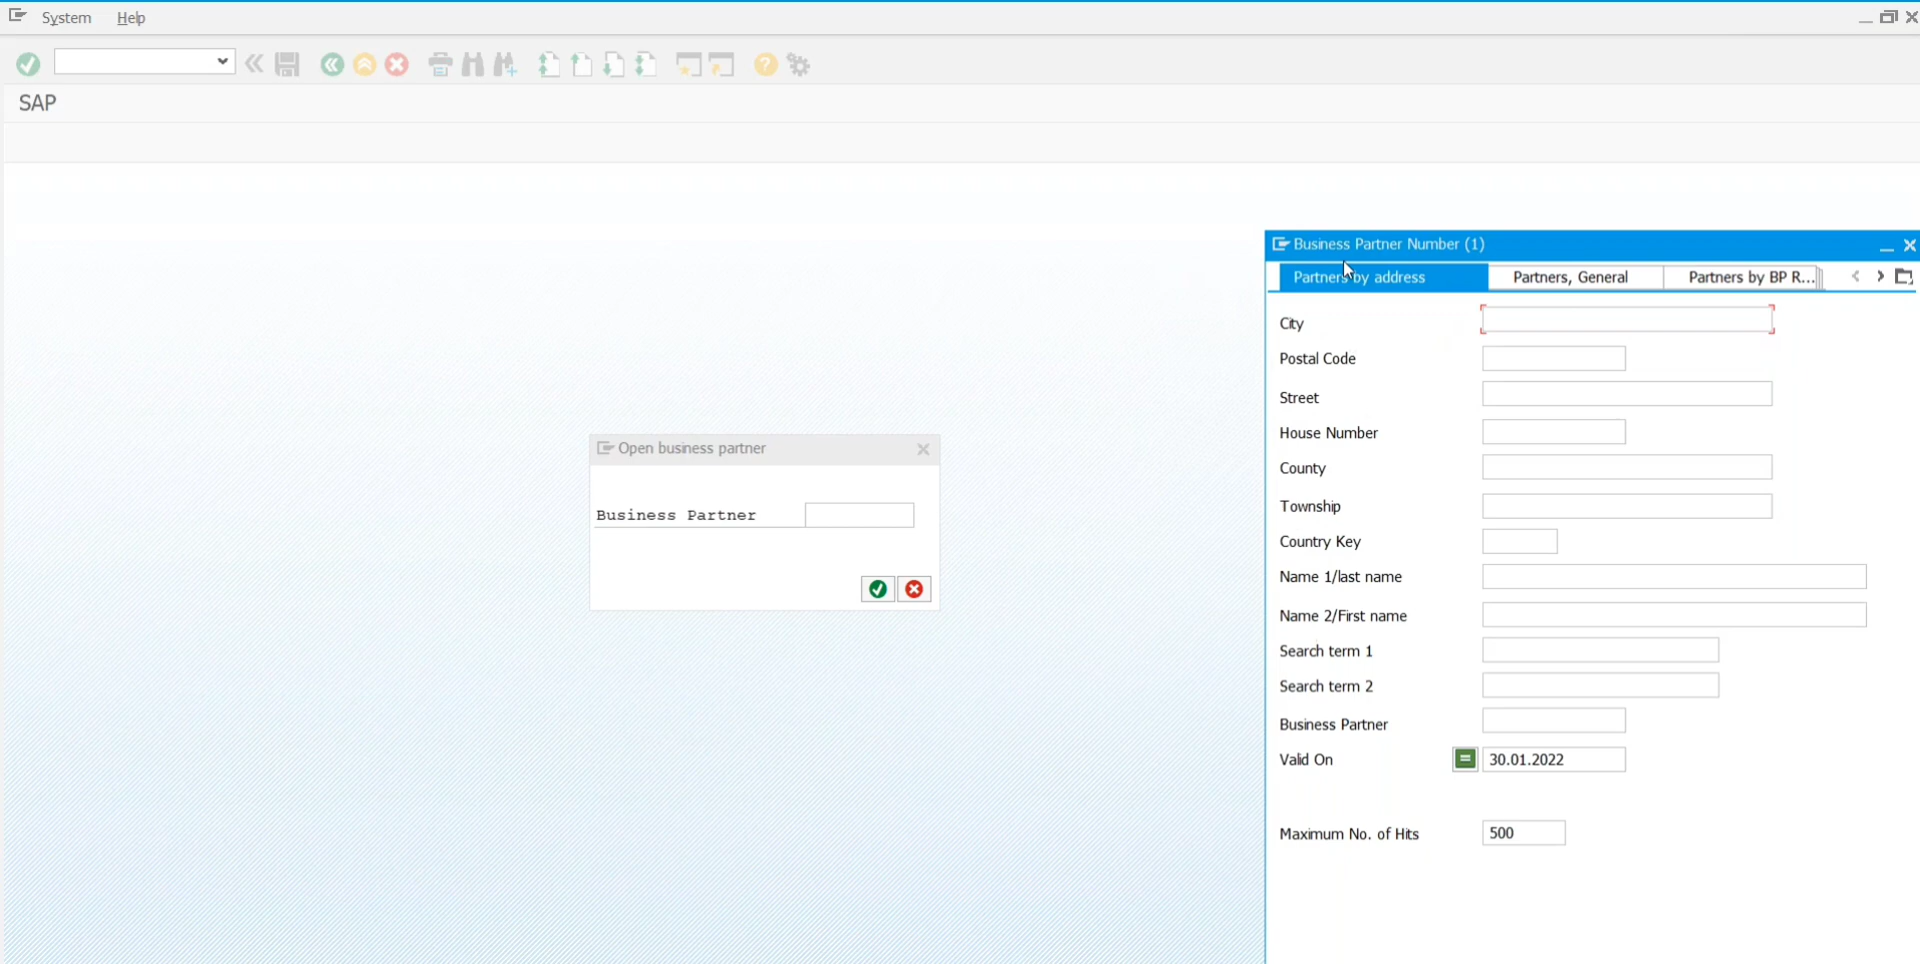 System Help
SAP
Business Partner Number (1)
Partners by address Partners, General Partners by BP R...
City
Postal Code
Street
House Number
County
Township
Country Key
Name 1/last name
Name 2/First name
Search term 1
Search term 2
Business Partner
Valid On 30.01.2022
Maximum No. of Hits 500
Open business partner
Business Partner